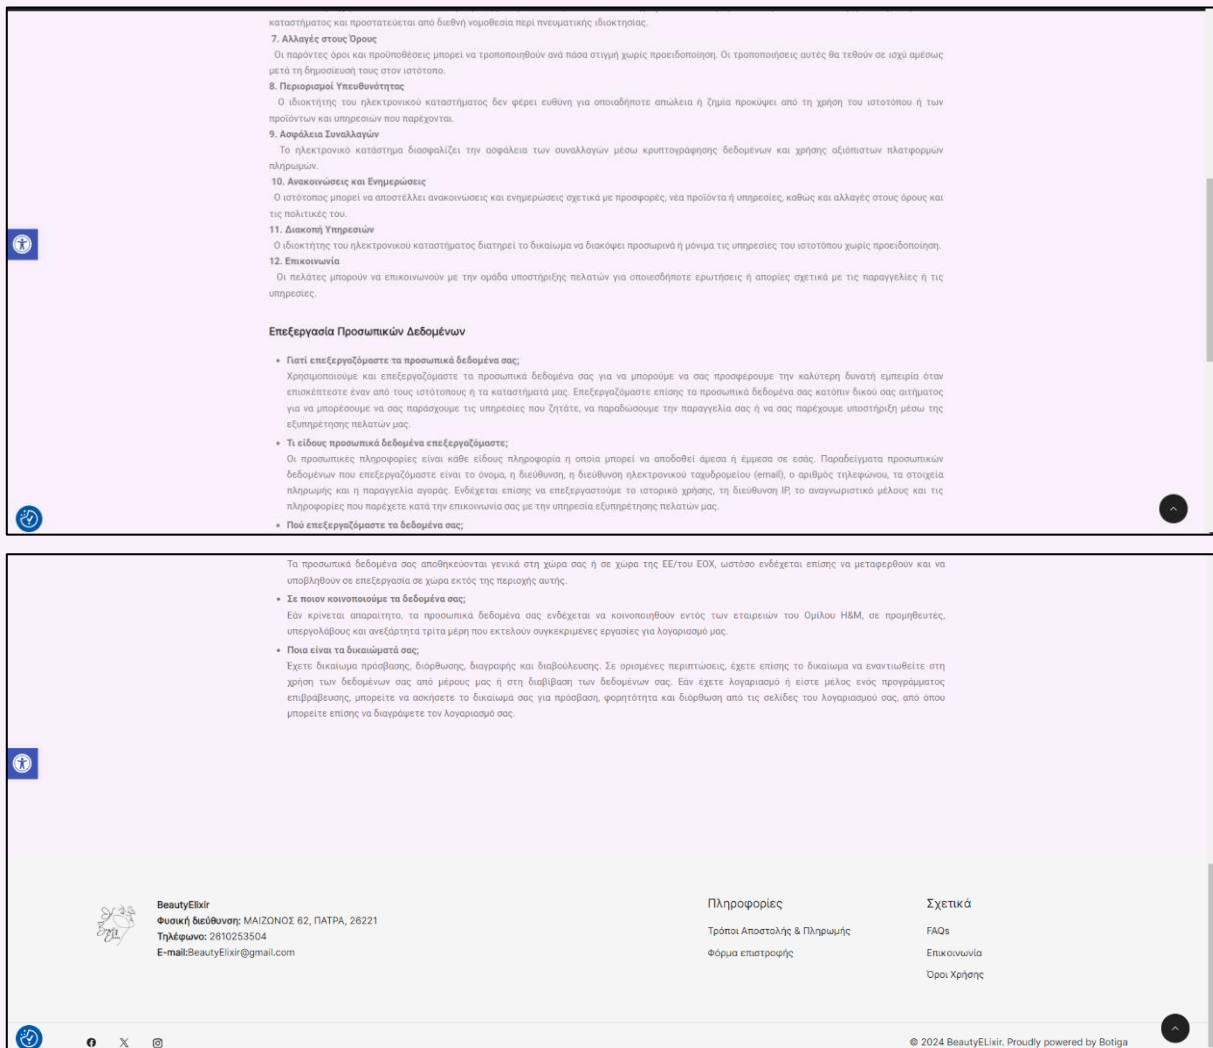 καταστήματος και προστατεύεται από διεθνή νομοθεσία περί πνευματικής ιδιοκτησίας.
7. Αλλαγές στους Όρους
Οι παρόντες όροι και προϋποθέσεις μπορεί να τροποποιηθούν ανά πάσα στιγμή χωρίς προειδοποίηση. Οι τροποποιήσεις αυτές θα τεθούν σε ισχύ αμέσως
μετά τη δημοσίευσή τους στον ιστότοπο.
8. Περιορισμοί Υπευθυνότητας
Ο ιδιοκτήτης του ηλεκτρονικού καταστήματος δεν φέρει ευθύνη για οποιαδήποτε απώλεια ή ζημία προκύψει από τη χρήση του ιστοτόπου ή των
προϊόντων και υπηρεσιών που παρέχονται.
9. Ασφάλεια Συναλλαγών
Το ηλεκτρονικό κατάστημα διασφαλίζει την ασφάλεια των συναλλαγών μέσω κρυπτογράφησης δεδομένων και χρήσης αξιόπιστων πλατφορμών
πληρωμών.
10. Ανακοινώσεις και Ενημερώσεις
Ο ιστότοπος μπορεί να αποστέλλει ανακοινώσεις και ενημερώσεις σχετικά με προσφορές, νέα προϊόντα ή υπηρεσίες, καθώς και αλλαγές στους όρους και
τις πολιτικές του.
11. Διακοπή Υπηρεσιών
Ο ιδιοκτήτης του ηλεκτρονικού καταστήματος διατηρεί το δικαίωμα να διακόψει προσωρινά ή μόνιμα τις υπηρεσίες του ιστοτόπου χωρίς προειδοποίηση.
12. Επικοινωνία
Οι πελάτες μπορούν να επικοινωνούν με την ομάδα υποστήριξης πελατών για οποιεσδήποτε ερωτήσεις ή απορίες σχετικά με τις παραγγελίες ή τις
υπηρεσίες.
Επεξεργασία Προσωπικών Δεδομένων
• Γιατί επεξεργαζόμαστε τα προσωπικά δεδομένα σας;
Χρησιμοποιούμε και επεξεργαζόμαστε τα προσωπικά δεδομένα σας για να μπορούμε να σας προσφέρουμε την καλύτερη δυνατή εμπειρία όταν
επισκέπτεστε έναν από τους ιστότοπους ή τα καταστήματά μας. Επεξεργαζόμαστε επίσης τα προσωπικά δεδομένα σας κατόπιν δικού σας αιτήματος
για να μπορέσουμε να σας παράσχουμε τις υπηρεσίες που ζητάτε, να παραδώσουμε την παραγγελία σας ή να σας παρέχουμε υποστήριξη μέσω της
εξυπηρέτησης πελατών μας.
• Τι είδους προσωπικά δεδομένα επεξεργαζόμαστε;
Οι προσωπικές πληροφορίες είναι κάθε είδους πληροφορία η οποία μπορεί να αποδοθεί άμεσα ή έμμεσα σε εσάς. Παραδείγματα προσωπικών
δεδομένων που επεξεργαζόμαστε είναι το όνομα, η διεύθυνση, η διεύθυνση ηλεκτρονικού ταχυδρομείου (email), ο αριθμός τηλεφώνου, τα στοιχεία
πληρωμής και η παραγγελία αγοράς. Ενδέχεται επίσης να επεξεργαστούμε το ιστορικό χρήσης, τη διεύθυνση IP, το αναγνωριστικό μέλους και τις
πληροφορίες που παρέχετε κατά την επικοινωνία σας με την υπηρεσία εξυπηρέτησης πελατών μας.
• Πού επεξεργαζόμαστε τα δεδομένα σας;
Τα προσωπικά δεδομένα σας αποθηκεύονται γενικά στη χώρα σας ή σε χώρα της ΕΕ/του ΕΟΧ, ωστόσο ενδέχεται επίσης να μεταφερθούν και να
υποβληθούν σε επεξεργασία σε χώρα εκτός της περιοχής αυτής.
• Σε ποιον κοινοποιούμε τα δεδομένα σας;
Εάν κρίνεται απαραίτητο, τα προσωπικά δεδομένα σας ενδέχεται να κοινοποιηθούν εντός των εταιρειών του Ομίλου H&M, σε προμηθευτές,
υπεργολάβους και ανεξάρτητα τρίτα μέρη που εκτελούν συγκεκριμένες εργασίες για λογαριασμό μας.
• Ποια είναι τα δικαιώματά σας;
Έχετε δικαίωμα πρόσβασης, διόρθωσης, διαγραφής και διαβούλευσης. Σε ορισμένες περιπτώσεις, έχετε επίσης το δικαίωμα να εναντιωθείτε στη
χρήση των δεδομένων σας από μέρους μας ή στη διαβίβαση των δεδομένων σας. Εάν έχετε λογαριασμό ή είστε μέλος ενός προγράμματος
επιβράβευσης, μπορείτε να ασκήσετε το δικαίωμά σας για πρόσβαση, φορητότητα και διόρθωση από τις σελίδες του λογαριασμού σας, από όπου
μπορείτε επίσης να διαγράψετε τον λογαριασμό σας.
BeautyElixir
Φυσική διεύθυνση: ΜΑΙΖΩΝΟΣ 62, ΠΑΤΡΑ, 26221
Τηλέφωνο: 2610253504
E-mail:BeautyElixir@gmail.com
Πληροφορίες
Τρόποι Αποστολής & Πληρωμής
Φόρμα επιστροφής
Σχετικά
FAQs
Επικοινωνία
Όροι Χρήσης
© 2024 BeautyELixir. Proudly powered by Botiga